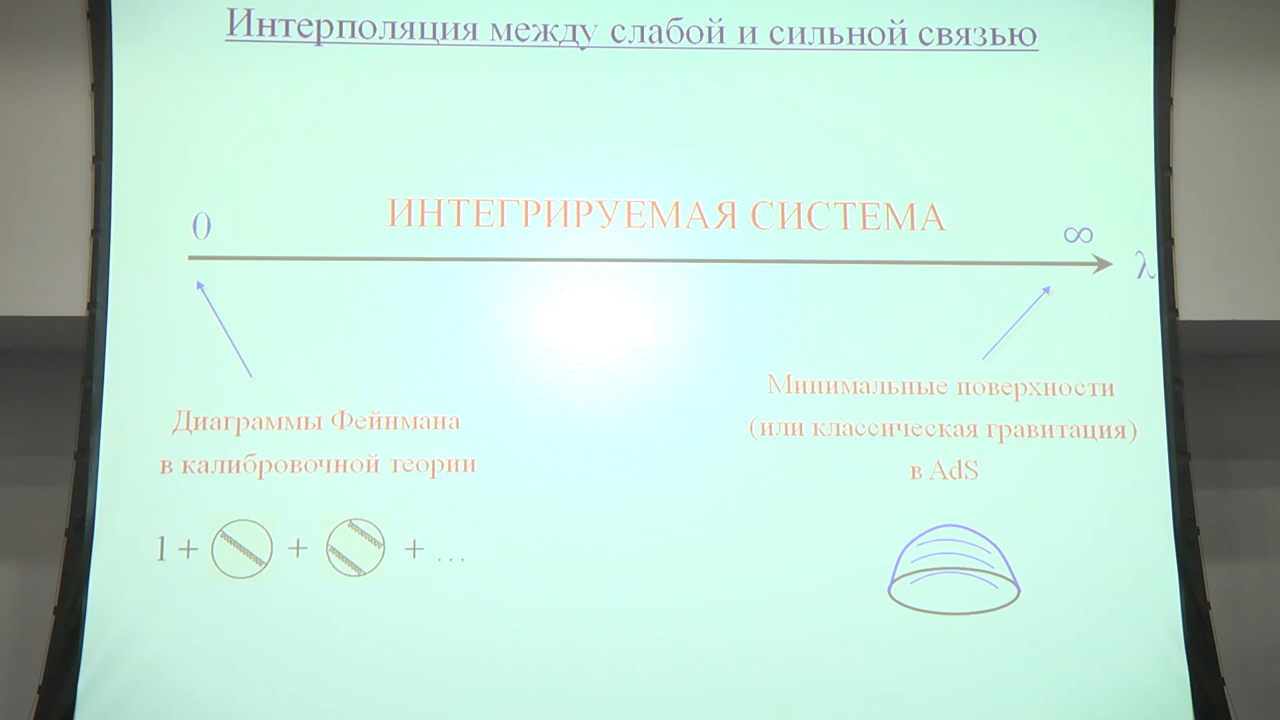 Интерполяция между слабой и сильной связью
ИНТЕГРИРУЕМАЯ СИСТЕМА
0
∞
λ
Диаграммы Фейнмана
в калибровочной теории
1 + + + ...
Минимальные поверхности
(или классическая гравитация)
в AdS